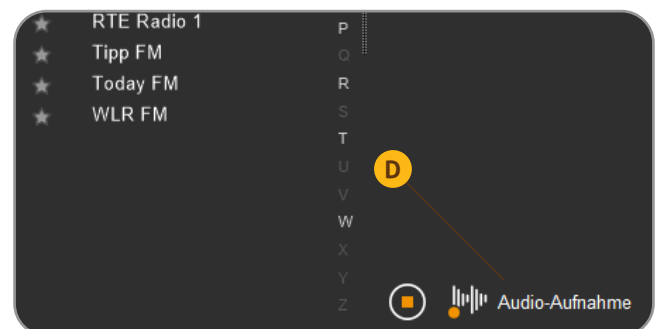 RTE Radio 1
Tipp FM
Today FM
WLR FM
P
Q
R
S
T
U
V
W
X
Y
Z
D
Audio-Aufnahme